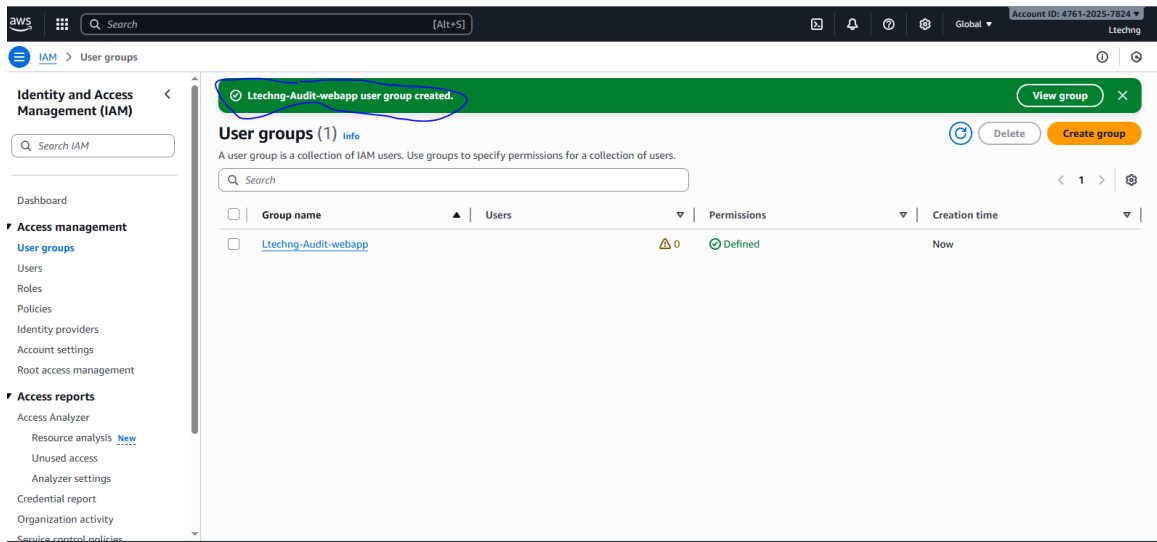 aws
Search [Alt+S]
Global
Account ID: 4761-2025-7824
Ltechng
IAM > User groups
Identity and Access
Management (IAM)
Search IAM
Dashboard
Access management
User groups
Users
Roles
Policies
Identity providers
Account settings
Root access management
Access reports
Access Analyzer
Resource analysis New
Unused access
Analyzer settings
Credential report
Organization activity
Service control policies
Ltechng-Audit-webapp user group created.
View group
User groups (1) Info
Delete
Create group
A user group is a collection of IAM users. Use groups to specify permissions for a collection of users.
Search
1
Group name Users Permissions Creation time
Ltechng-Audit-webapp 0 Defined Now